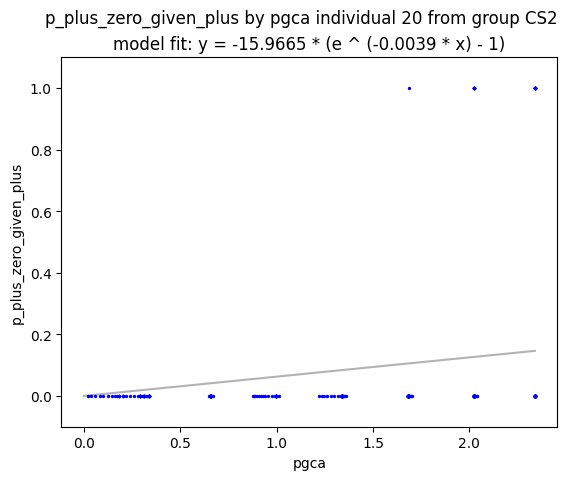 p_plus_zero_given_plus by pgca individual 20 from group CS2
model fit: y = -15.9665 * (e ^ (-0.0039 * x) - 1)
1.0
0.8
0.6
0.4
0.2
0.0
p_plus_zero_given_plus
0.0 0.5 1.0 1.5 2.0
pgca